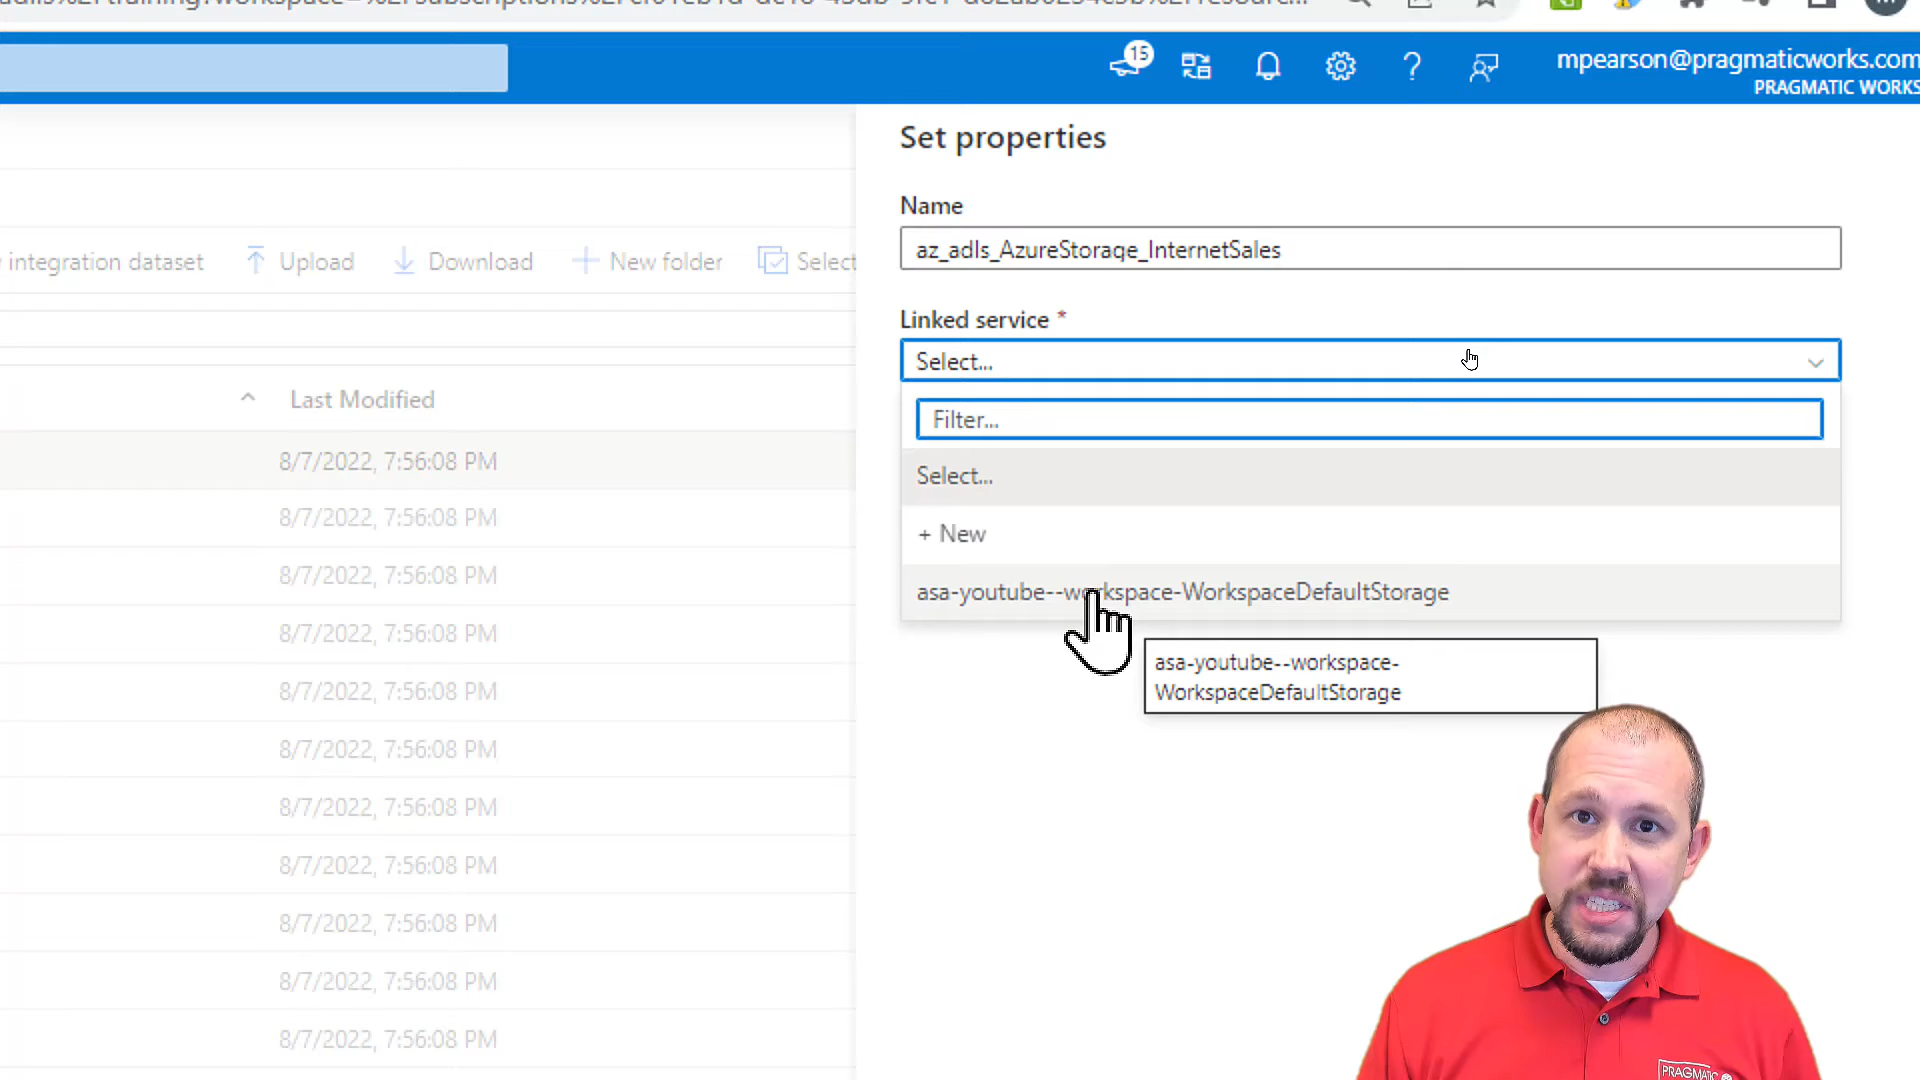 15
mpearson@pragmaticworks.com
PRAGMATIC WORKS
Set properties
Name
az_adls_AzureStorage_InternetSales
integration dataset
Upload
Download
New folder
Select
Linked service *
Select...
Filter...
Last Modified
Select...
+ New
asa-youtube--workspace-WorkspaceDefaultStorage
asa-youtube--workspace-
WorkspaceDefaultStorage
8/7/2022, 7:56:08 PM
8/7/2022, 7:56:08 PM
8/7/2022, 7:56:08 PM
8/7/2022, 7:56:08 PM
8/7/2022, 7:56:08 PM
8/7/2022, 7:56:08 PM
8/7/2022, 7:56:08 PM
8/7/2022, 7:56:08 PM
8/7/2022, 7:56:08 PM
8/7/2022, 7:56:08 PM
8/7/2022, 7:56:08 PM
PRAGMATIC